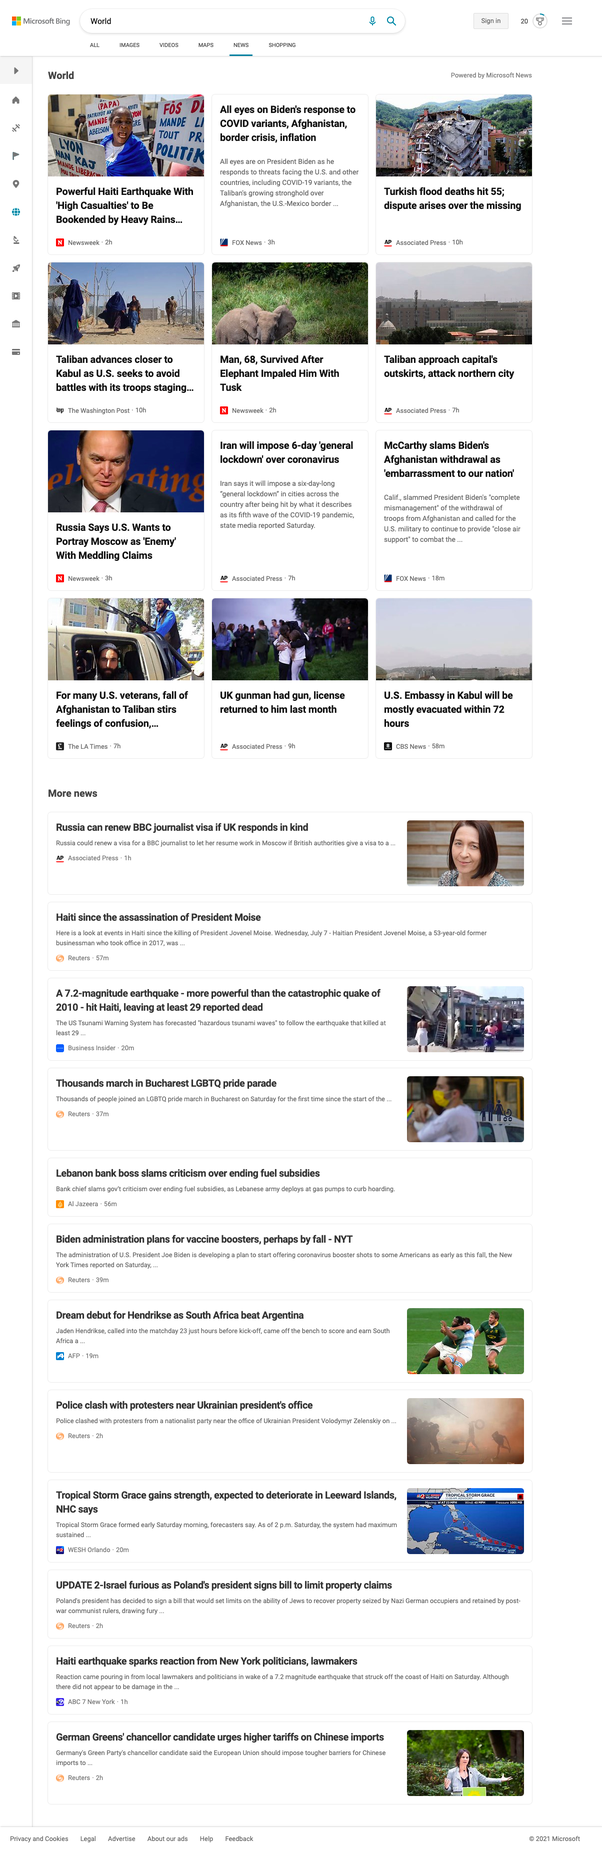 Microsoft Bing
World
Sign in
20
ALL
IMAGES
VIDEOS
MAPS
NEWS
SHOPPING
World
Powered by Microsoft News
(PAPA)
LYON
NAN KAJ
FÒS D
MANDE L
TOUT PR
POLITIK
Powerful Haiti Earthquake With
'High Casualties' to Be
Bookended by Heavy Rains...
Newsweek · 2h
All eyes on Biden's response to
COVID variants, Afghanistan,
border crisis, inflation
All eyes are on President Biden as he
responds to threats facing the U.S. and other
countries, including COVID-19 variants, the
Taliban's growing stronghold over
Afghanistan, the U.S.-Mexico border ...
FOX News · 3h
Turkish flood deaths hit 55;
dispute arises over the missing
AP Associated Press · 10h
Taliban advances closer to
Kabul as U.S. seeks to avoid
battles with its troops staging...
wp The Washington Post · 10h
Man, 68, Survived After
Elephant Impaled Him With
Tusk
Newsweek · 2h
Taliban approach capital's
outskirts, attack northern city
AP Associated Press · 7h
Russia Says U.S. Wants to
Portray Moscow as 'Enemy'
With Meddling Claims
Newsweek · 3h
Iran will impose 6-day 'general
lockdown' over coronavirus
Iran says it will impose a six-day-long
"general lockdown" in cities across the
country after being hit by what it describes
as its fifth wave of the COVID-19 pandemic,
state media reported Saturday.
AP Associated Press · 7h
McCarthy slams Biden's
Afghanistan withdrawal as
'embarrassment to our nation'
Calif., slammed President Biden's "complete
mismanagement" of the withdrawal of
troops from Afghanistan and called for the
U.S. military to continue to provide "close air
support" to combat the ...
FOX News · 18m
For many U.S. veterans, fall of
Afghanistan to Taliban stirs
feelings of confusion,...
The LA Times · 7h
UK gunman had gun, license
returned to him last month
AP Associated Press · 9h
U.S. Embassy in Kabul will be
mostly evacuated within 72
hours
CBS News · 58m
More news
Russia can renew BBC journalist visa if UK responds in kind
Russia could renew a visa for a BBC journalist to let her resume work in Moscow if British authorities give a visa to a ...
AP Associated Press · 1h
Haiti since the assassination of President Moise
Here is a look at events in Haiti since the killing of President Jovenel Moise. Wednesday, July 7 - Haitian President Jovenel Moise, a 53-year-old former
businessman who took office in 2017, was ...
Reuters · 57m
A 7.2-magnitude earthquake - more powerful than the catastrophic quake of
2010 - hit Haiti, leaving at least 29 reported dead
The US Tsunami Warning System has forecasted "hazardous tsunami waves" to follow the earthquake that killed at
least 29 ...
Business Insider · 20m
Thousands march in Bucharest LGBTQ pride parade
Thousands of people joined an LGBTQ pride march in Bucharest on Saturday for the first time since the start of the ...
Reuters · 37m
Lebanon bank boss slams criticism over ending fuel subsidies
Bank chief slams gov't criticism over ending fuel subsidies, as Lebanese army deploys at gas pumps to curb hoarding.
Al Jazeera · 56m
Biden administration plans for vaccine boosters, perhaps by fall - NYT
The administration of U.S. President Joe Biden is developing a plan to start offering coronavirus booster shots to some Americans as early as this fall, the New
York Times reported on Saturday, ...
Reuters · 39m
Dream debut for Hendrikse as South Africa beat Argentina
Jaden Hendrikse, called into the matchday 23 just hours before kick-off, came off the bench to score and earn South
Africa a ...
AFP · 19m
Police clash with protesters near Ukrainian president's office
Police clashed with protesters from a nationalist party near the office of Ukrainian President Volodymyr Zelenskiy on ...
Reuters · 2h
Tropical Storm Grace gains strength, expected to deteriorate in Leeward Islands,
NHC says
Tropical Storm Grace formed early Saturday morning, forecasters say. As of 2 p.m. Saturday, the system had maximum
sustained ...
WESH Orlando · 20m
TROPICAL STORM GRACE
UPDATE 2-Israel furious as Poland's president signs bill to limit property claims
Poland's president has decided to sign a bill that would set limits on the ability of Jews to recover property seized by Nazi German occupiers and retained by post-
war communist rulers, drawing fury ...
Reuters · 2h
Haiti earthquake sparks reaction from New York politicians, lawmakers
Reaction came pouring in from local lawmakers and politicians in wake of a 7.2 magnitude earthquake that struck off the coast of Haiti on Saturday. Although
there did not appear to be damage in the ...
ABC 7 New York · 1h
German Greens' chancellor candidate urges higher tariffs on Chinese imports
Germany's Green Party's chancellor candidate said the European Union should impose tougher barriers for Chinese
imports to ...
Reuters · 2h
Privacy and Cookies
Legal
Advertise
About our ads
Help
Feedback
© 2021 Microsoft